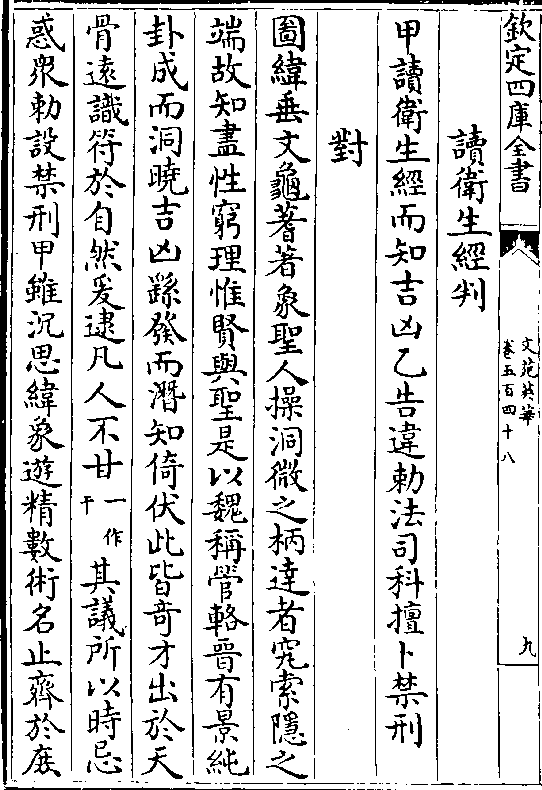 欽定四庫全書
文苑英華
卷五百四十八
九
讀衛生經判
甲讀衛生經而知吉凶乙告違勅法司科擅卜禁刑
對
圖緯垂文龜蓍著象聖人操洞微之柄達者究索隱之
端故知盡性窮理惟賢與聖是以魏稱管輅晉有景純
卦成而洞曉吉凶繇發而潛知倚伏此皆竒才出於天
骨遠識符於自然爰逮凡人不甘一作干其議所以時忌
惑衆勅設禁刑甲雖沉思緯象遊精數術名止齊於庶